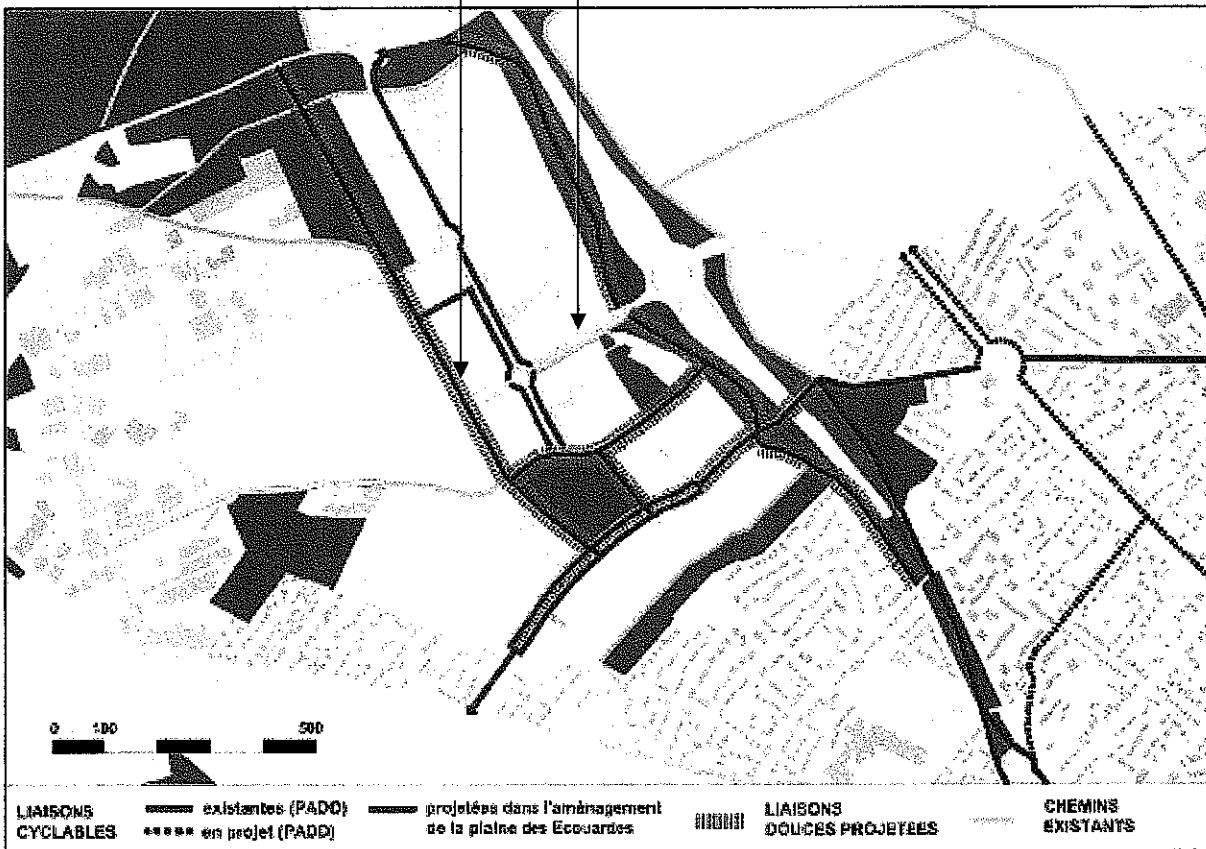 0 100 500
LIAISONS
CYCLABLES
existantes (PADD)
en projet (PADD)
projetées dans l'aménagement
de la plaine des Ecouardes
LIAISONS
DOUCES PROJETEES
CHEMINS
EXISTANTS